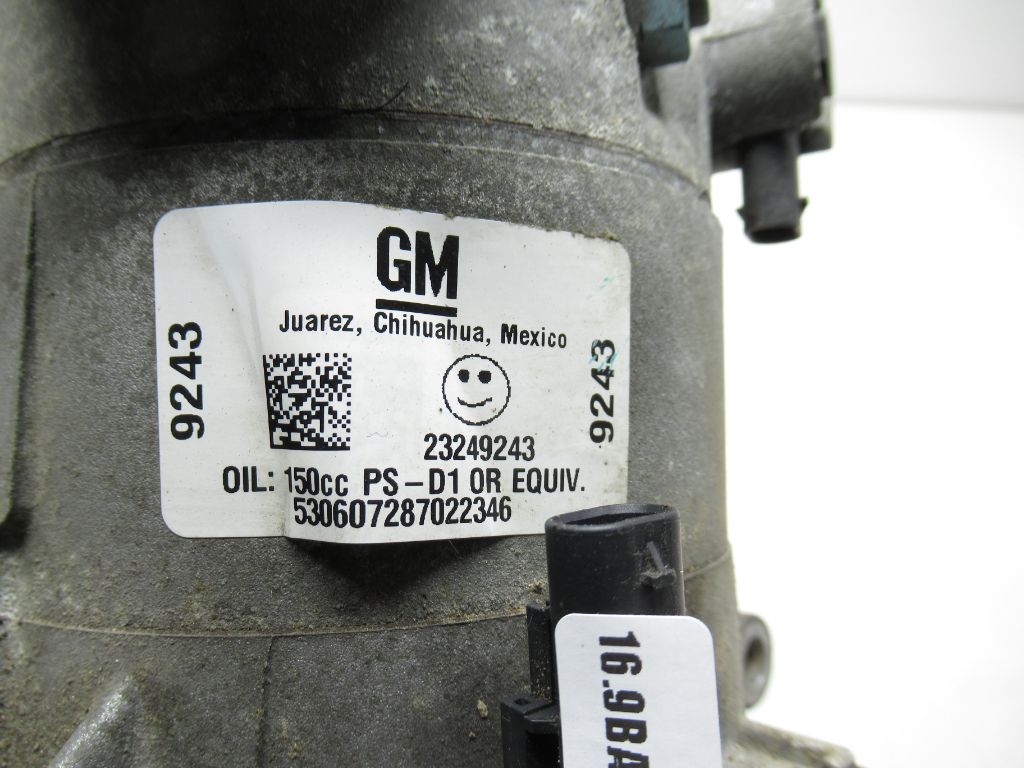 GM
Juarez, Chihuahua, Mexico
9243
9243
23249243
OIL: 150cc PS-D1 OR EQUIV.
530607287022346
16.9BA